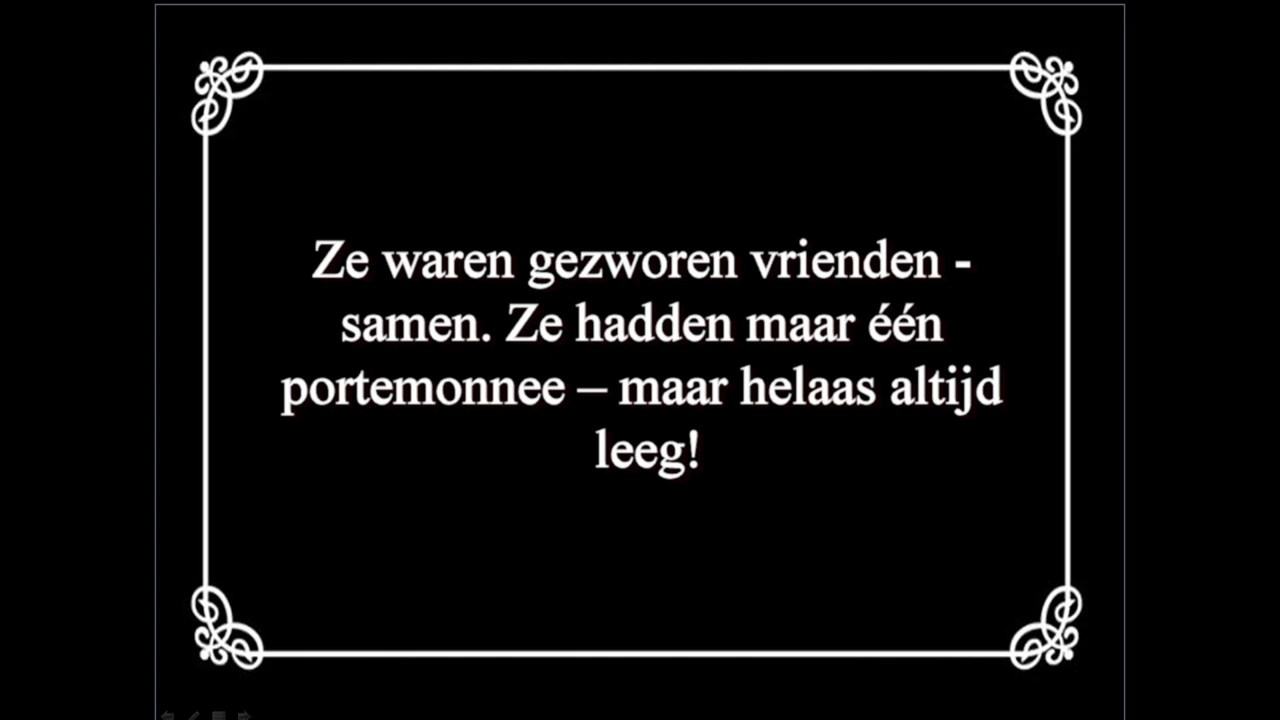 Ze waren gezworen vrienden -
samen. Ze hadden maar één
portemonnee – maar helaas altijd
leeg!